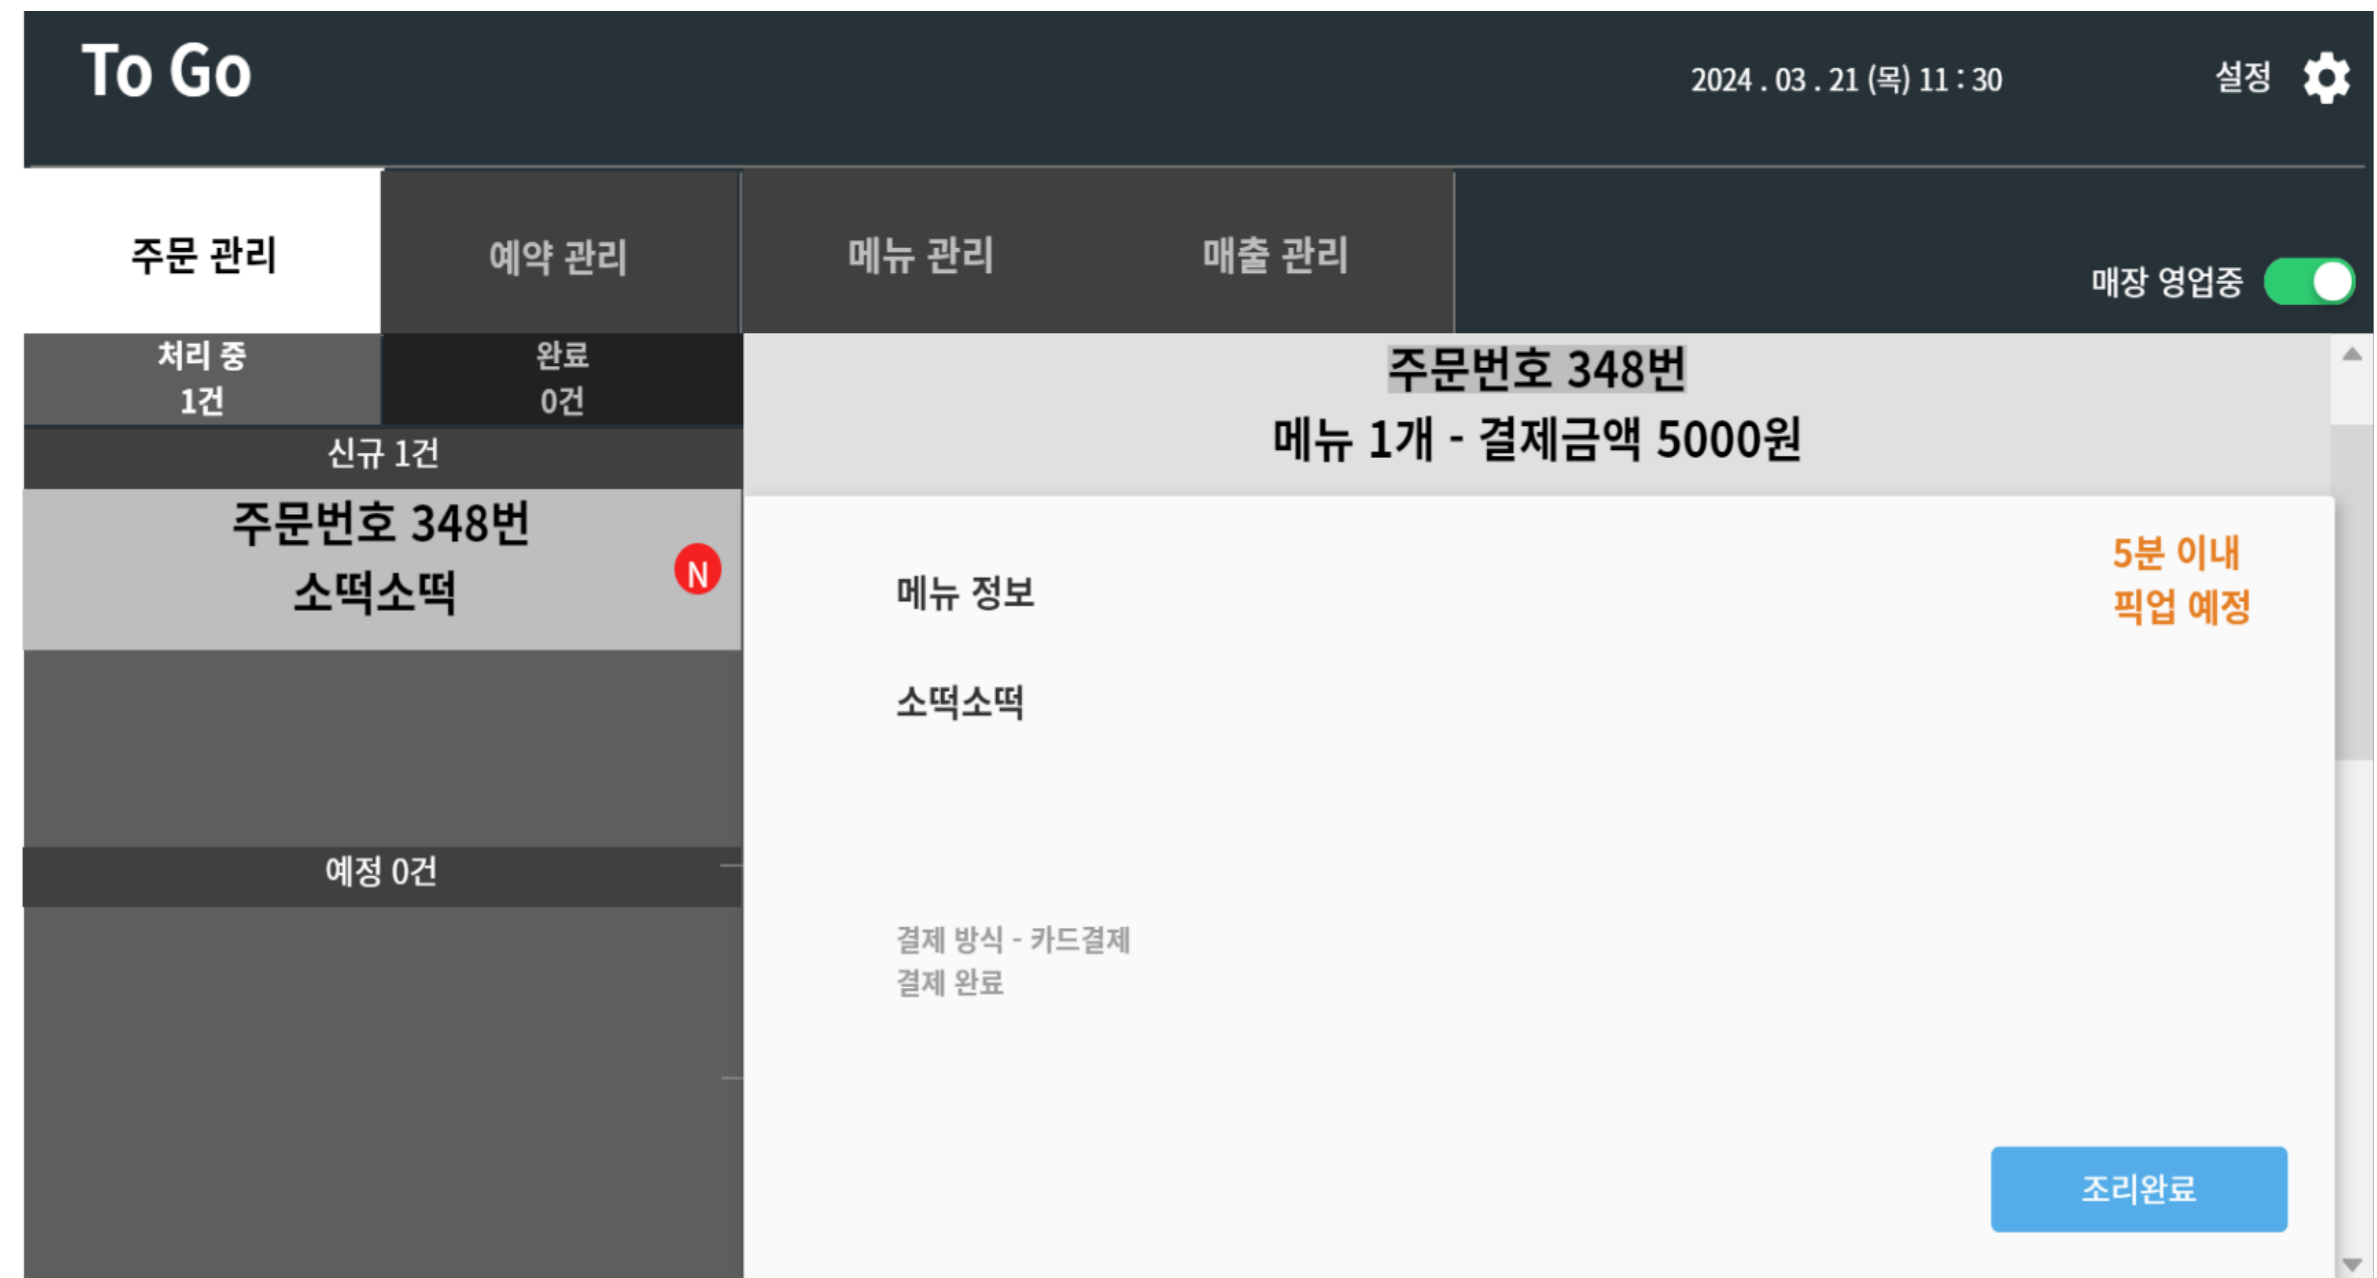 To Go
2024 . 03 . 21 (목) 11 : 30
설정
주문 관리
예약 관리
메뉴 관리
매출 관리
매장 영업중
처리 중
1건
완료
0건
신규 1건
주문번호 348번
소떡소떡
N
예정 0건
주문번호 348번
메뉴 1개 - 결제금액 5000원
5분 이내
픽업 예정
메뉴 정보
소떡소떡
결제 방식 - 카드결제
결제 완료
조리완료